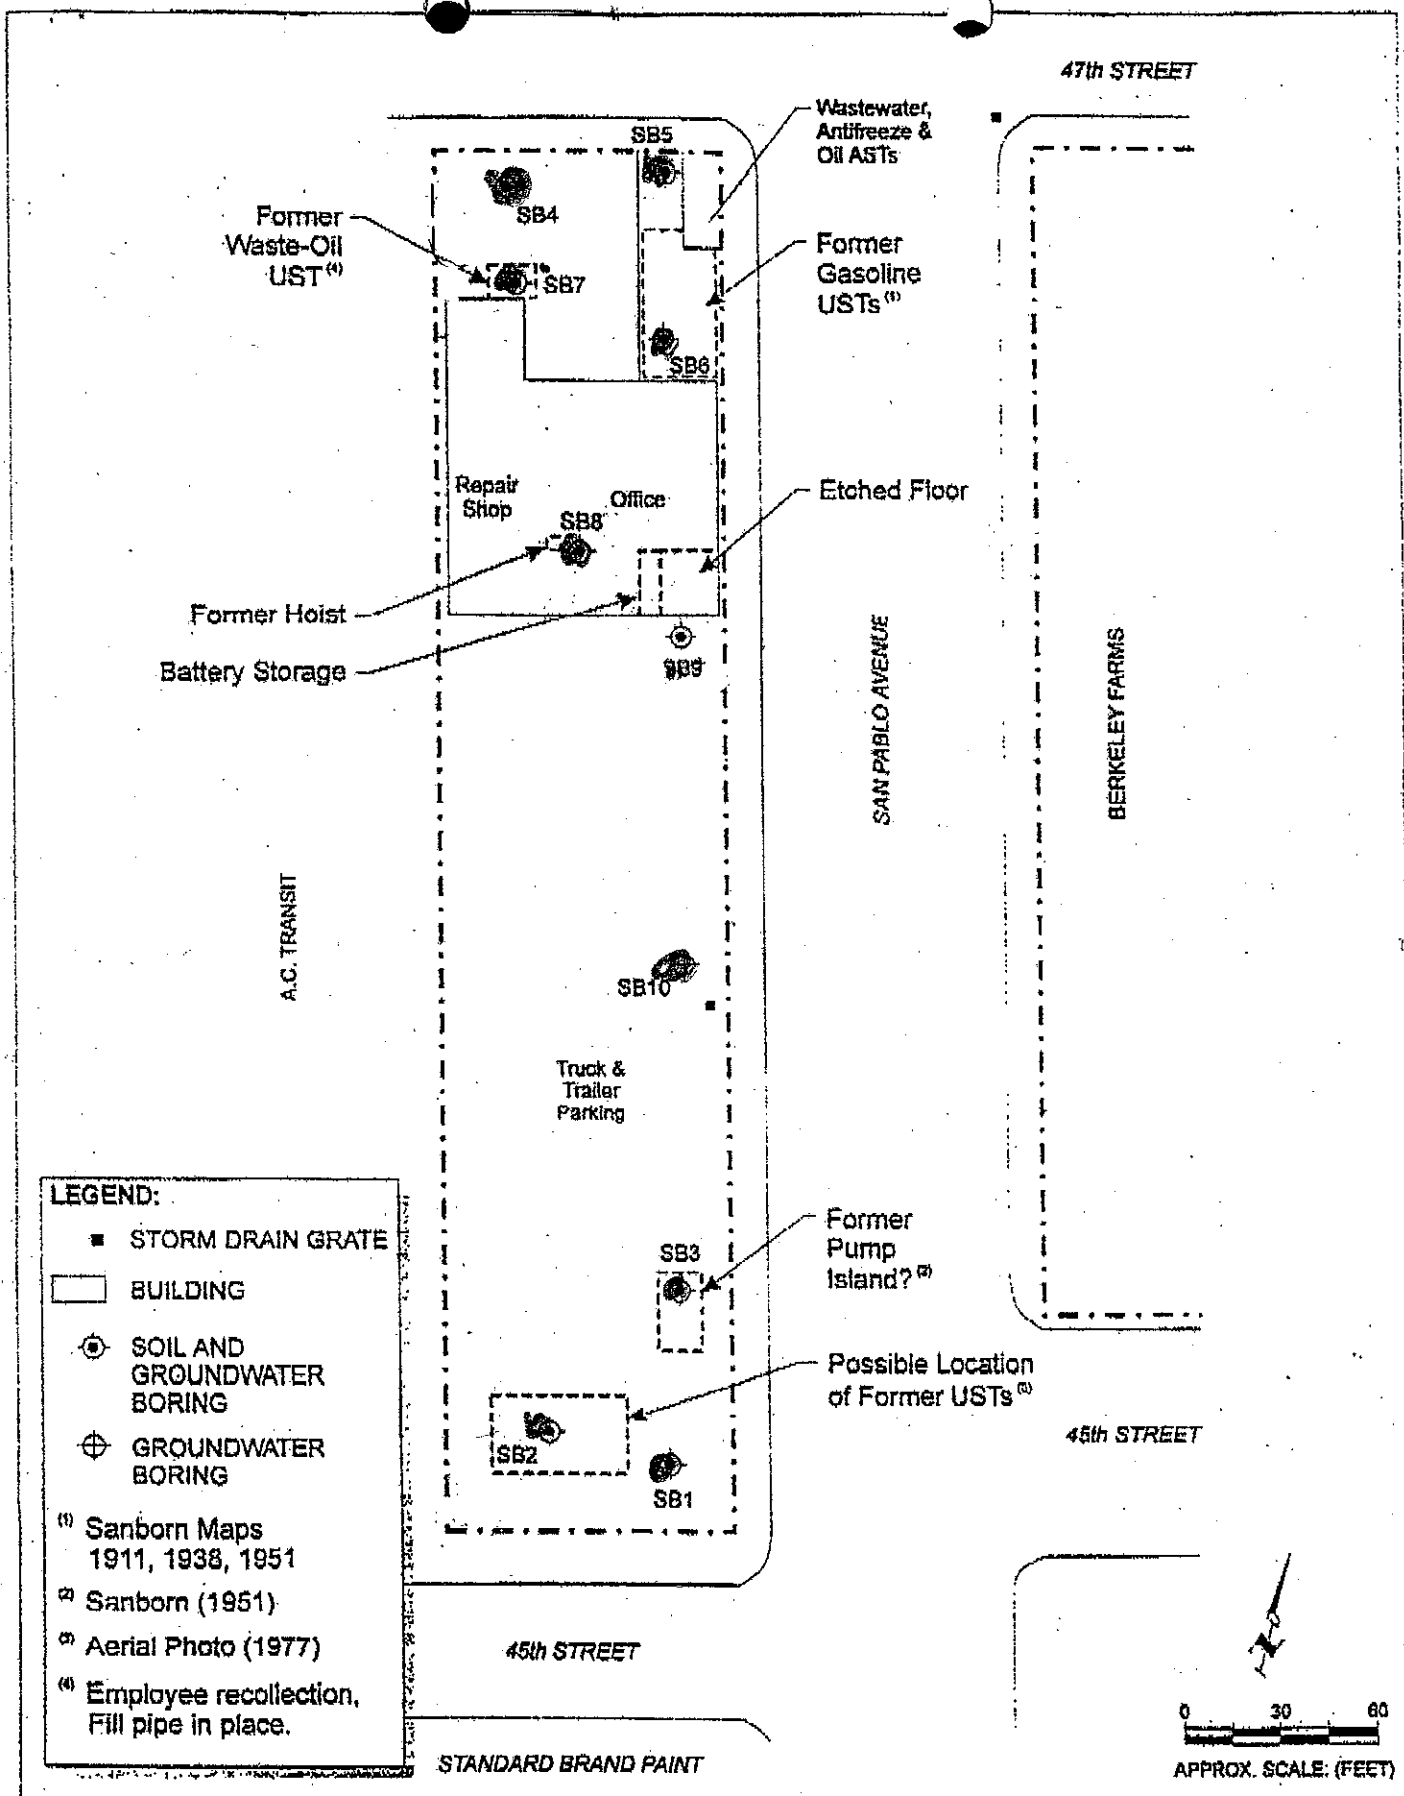 47th STREET
Wastewater,
Antifreeze &
Oil ASTs
SB5
SB4
Former
Waste-Oil
UST (4)
SB7
Former
Gasoline
USTs (1)
SB6
Repair
Shop
Office
SB8
Etched Floor
Former Hoist
Battery Storage
SB9
SAN PABLO AVENUE
BERKELEY FARMS
A.C. TRANSIT
SB10
Truck &
Trailer
Parking
SB3
Former
Pump
Island?
Possible Location
of Former USTs
SB2
SB1
45th STREET
45th STREET
STANDARD BRAND PAINT
LEGEND:
STORM DRAIN GRATE
BUILDING
SOIL AND
GROUNDWATER
BORING
GROUNDWATER
BORING
(1) Sanborn Maps
1911, 1938, 1951
(2) Sanborn (1951)
(3) Aerial Photo (1977)
(4) Employee recollection,
Fill pipe in place.
N
0 30 60
APPROX. SCALE: (FEET)